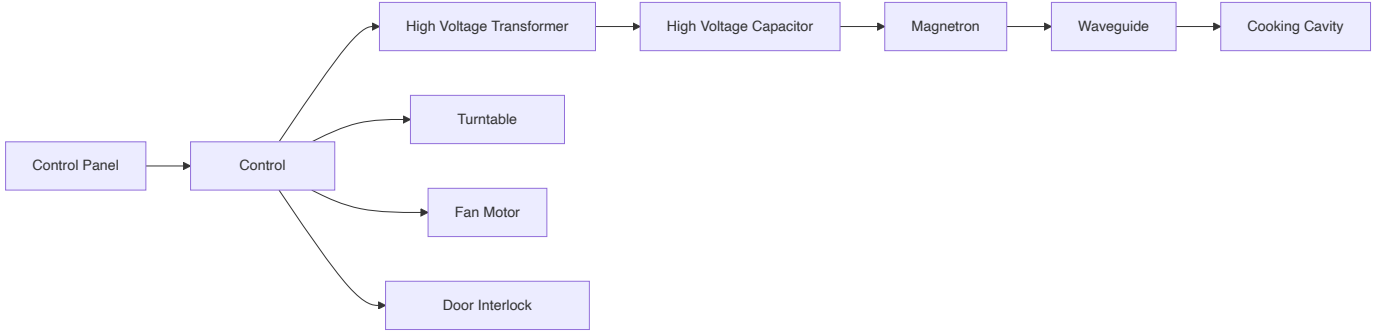 High Voltage Transformer
High Voltage Capacitor
Magnetron
Waveguide
Cooking Cavity
Turntable
Control Panel
Control
Fan Motor
Door Interlock